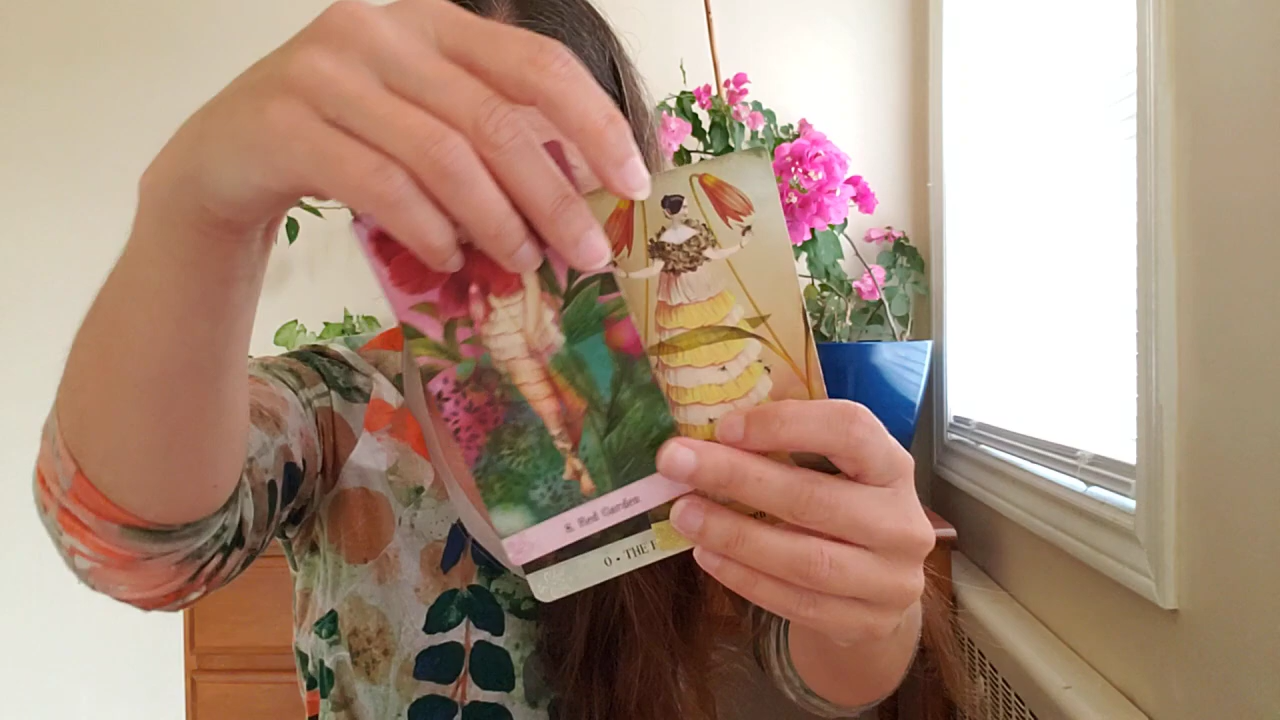 8. Red Garden
0 • THE